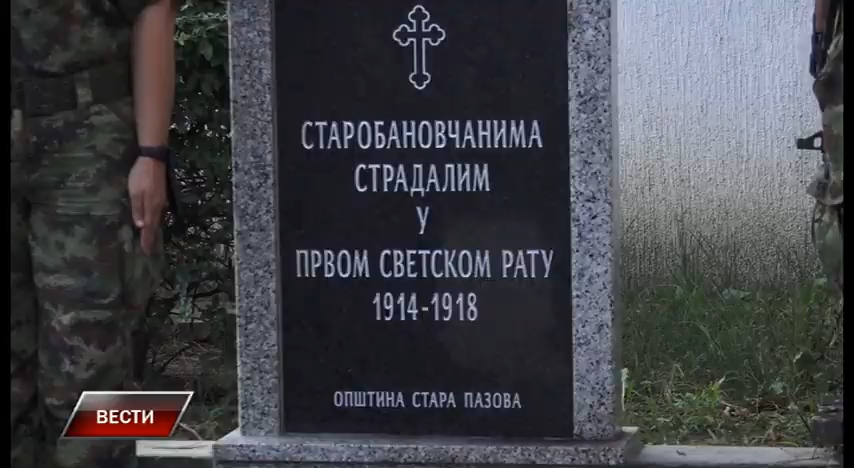 СТАРОБАНОВЧАНИМА
СТРАДАЛИМ
У
ПРВОМ СВЕТСКОМ РАТУ
1914-1918
ОПШТИНА СТАРА ПАЗОВА
ВЕСТИ